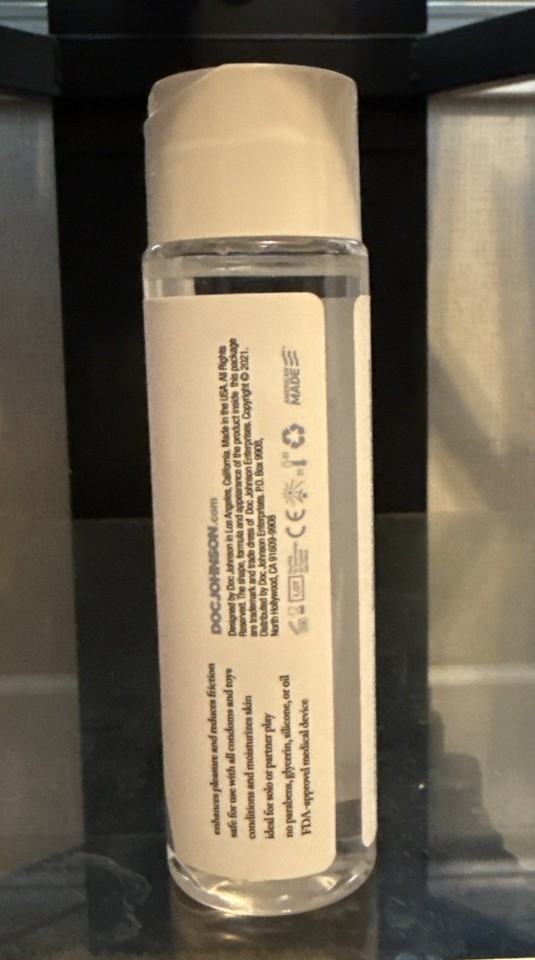 enhances pleasure and reduces friction
safe for use with all condoms and toys
conditions and moisturizes skin
ideal for solo or partner play
no parabens, glycerin, silicone, or oil
FDA-approved medical device
DOCJOHNSON.com
Designed by Doc Johnson in Los Angeles, California. Made in the USA. All Rights
Reserved. The shape, formula and appearance of the product inside this package
are trademark and trade dress of Doc Johnson Enterprises. Copyright © 2021.
Distributed by Doc Johnson Enterprises. P.O. Box 9908,
North Hollywood, CA 91609-9908
LOT
CE
AMERICAN
MADE